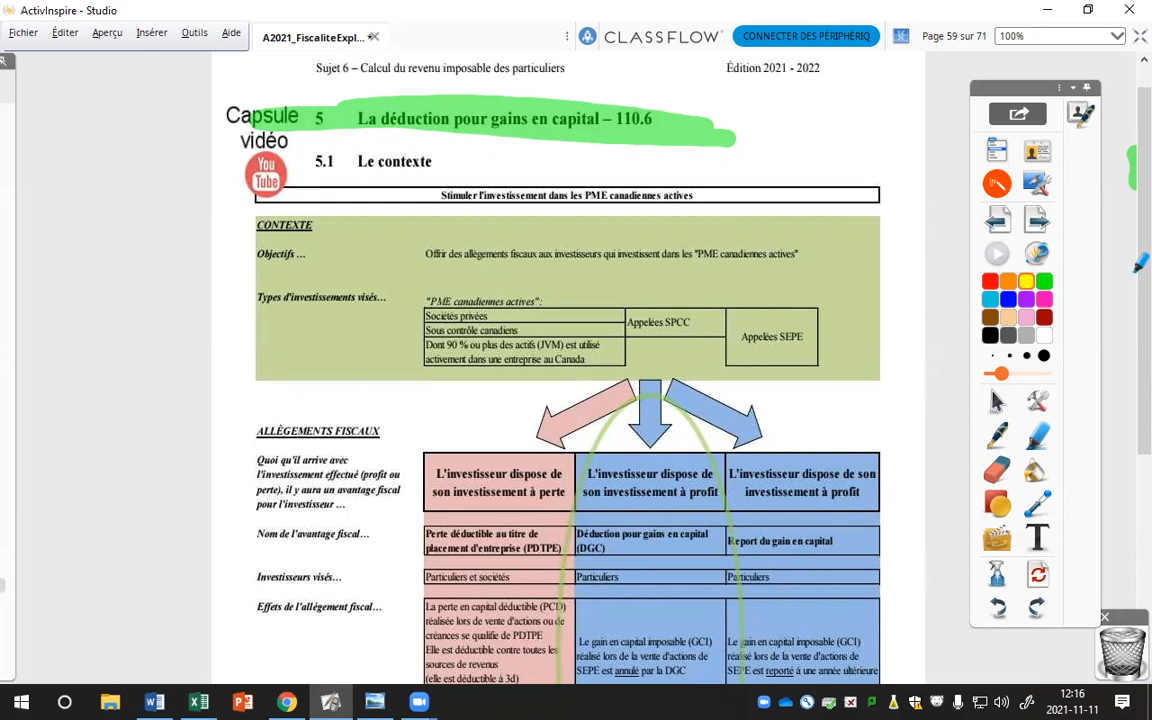 ActivInspire - Studio
Fichier Éditer Aperçu Insérer Outils Aide
A2021_FiscaliteExpl...
CLASSFLOW
CONNECTER DES PÉRIPHÉRIQ
Page 59 sur 71
100%
Sujet 6 – Calcul du revenu imposable des particuliers
Édition 2021 - 2022
Capsule
vidéo
You
Tube
5 La déduction pour gains en capital – 110.6
5.1 Le contexte
Stimuler l'investissement dans les PME canadiennes actives
CONTEXTE
Objectifs …
Offrir des allègements fiscaux aux investisseurs qui investissent dans les "PME canadiennes actives"
Types d'investissements visés…
"PME canadiennes actives":
Sociétés privées
Sous contrôle canadiens
Appelées SPCC
Dont 90 % ou plus des actifs (JVM) est utilisé
activement dans une entreprise au Canada
Appelées SEPE
ALLÈGEMENTS FISCAUX
Quoi qu'il arrive avec
l'investissement effectué (profit ou
perte), il y aura un avantage fiscal
pour l'investisseur …
L'investisseur dispose de
son investissement à perte
L'investisseur dispose de
son investissement à profit
L'investisseur dispose de son
investissement à profit
Nom de l'avantage fiscal…
Perte déductible au titre de
placement d'entreprise (PDTPE)
Déduction pour gains en capital
(DGC)
Report du gain en capital
Investisseurs visés…
Particuliers et sociétés
Particuliers
Particuliers
Effets de l'allégement fiscal…
La perte en capital déductible (PCD)
réalisée lors de vente d'actions ou de
créances se qualifie de PDTPE
Elle est déductible contre toutes les
sources de revenus
(elle est déductible à 3d)
Le gain en capital imposable (GCI)
réalisé lors de la vente d'actions de
SEPE est annulé par la DGC
Le gain en capital imposable (GCI)
réalisé lors de la vente d'actions de
SEPE est reporté à une année ultérieure
12:16
2021-11-11